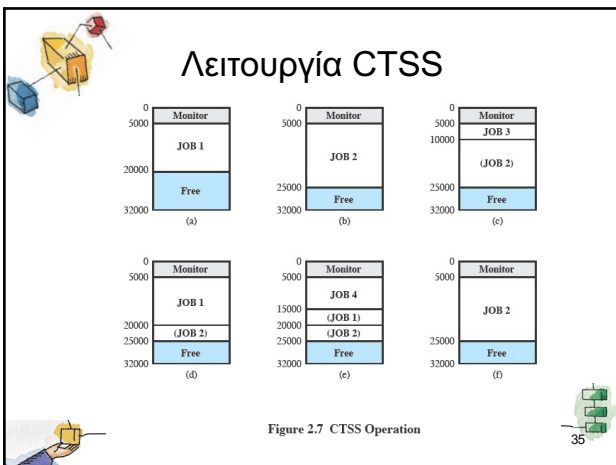 Λειτουργία CTSS
0
Monitor
5000
JOB 1
20000
Free
32000
(a)
0
Monitor
5000
JOB 2
25000
Free
32000
(b)
0
Monitor
5000
JOB 3
10000
(JOB 2)
25000
Free
32000
(c)
0
Monitor
5000
JOB 1
20000
(JOB 2)
25000
Free
32000
(d)
0
Monitor
5000
JOB 4
15000
(JOB 1)
20000
(JOB 2)
25000
Free
32000
(e)
0
Monitor
5000
JOB 2
25000
Free
32000
(f)
Figure 2.7 CTSS Operation
35